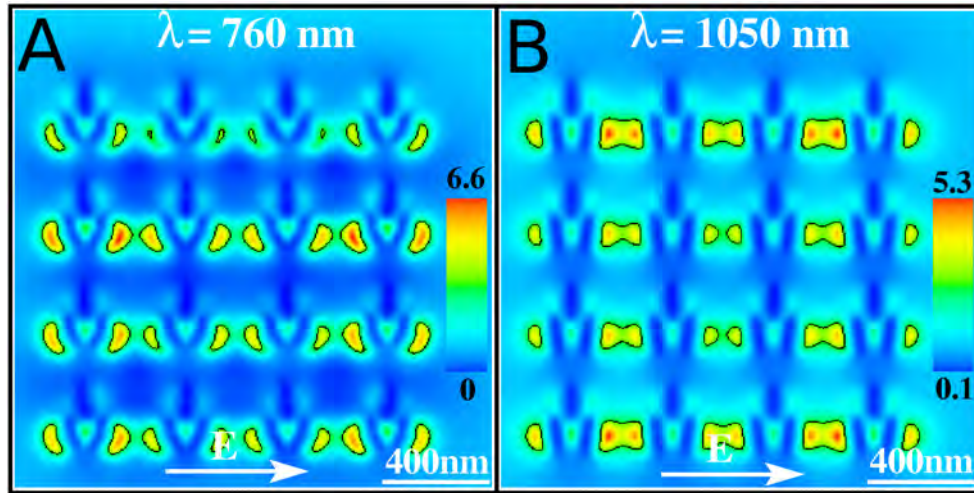 A
λ = 760 nm
6.6
0
E
400nm
B
λ = 1050 nm
5.3
0.1
E
400nm